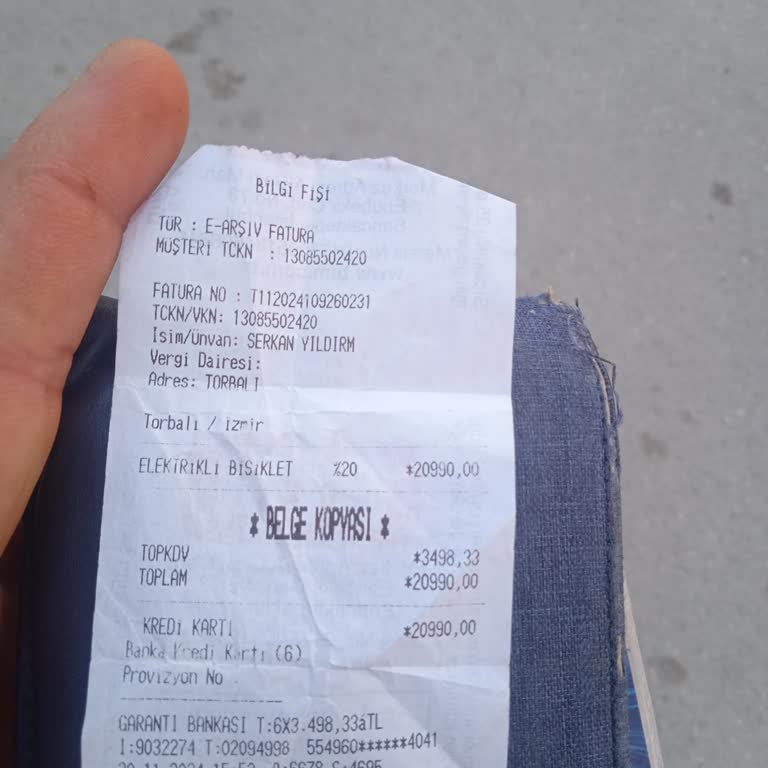 BİLGİ FİŞİ
TÜR : E-ARŞİV FATURA
MÜŞTERİ TCKN : 13085502420
FATURA NO : T112024109260231
TCKN/VKN: 13085502420
İsim/Ünvan: SERKAN YILDIRM
Vergi Dairesi:
Adres: TORBALI
Torbalı / izmir
ELEKTİRİKLİ BİSİKLET %20 *20990,00
* BELGE KOPYASI *
TOPKDV *3498,33
TOPLAM *20990,00
KREDİ KARTI *20990,00
Banka Kredi Kartı (6)
Provizyon No
GARANTİ BANKASI T:6X3.498,33áTL
I:9032274 T:02094998 554960******4041